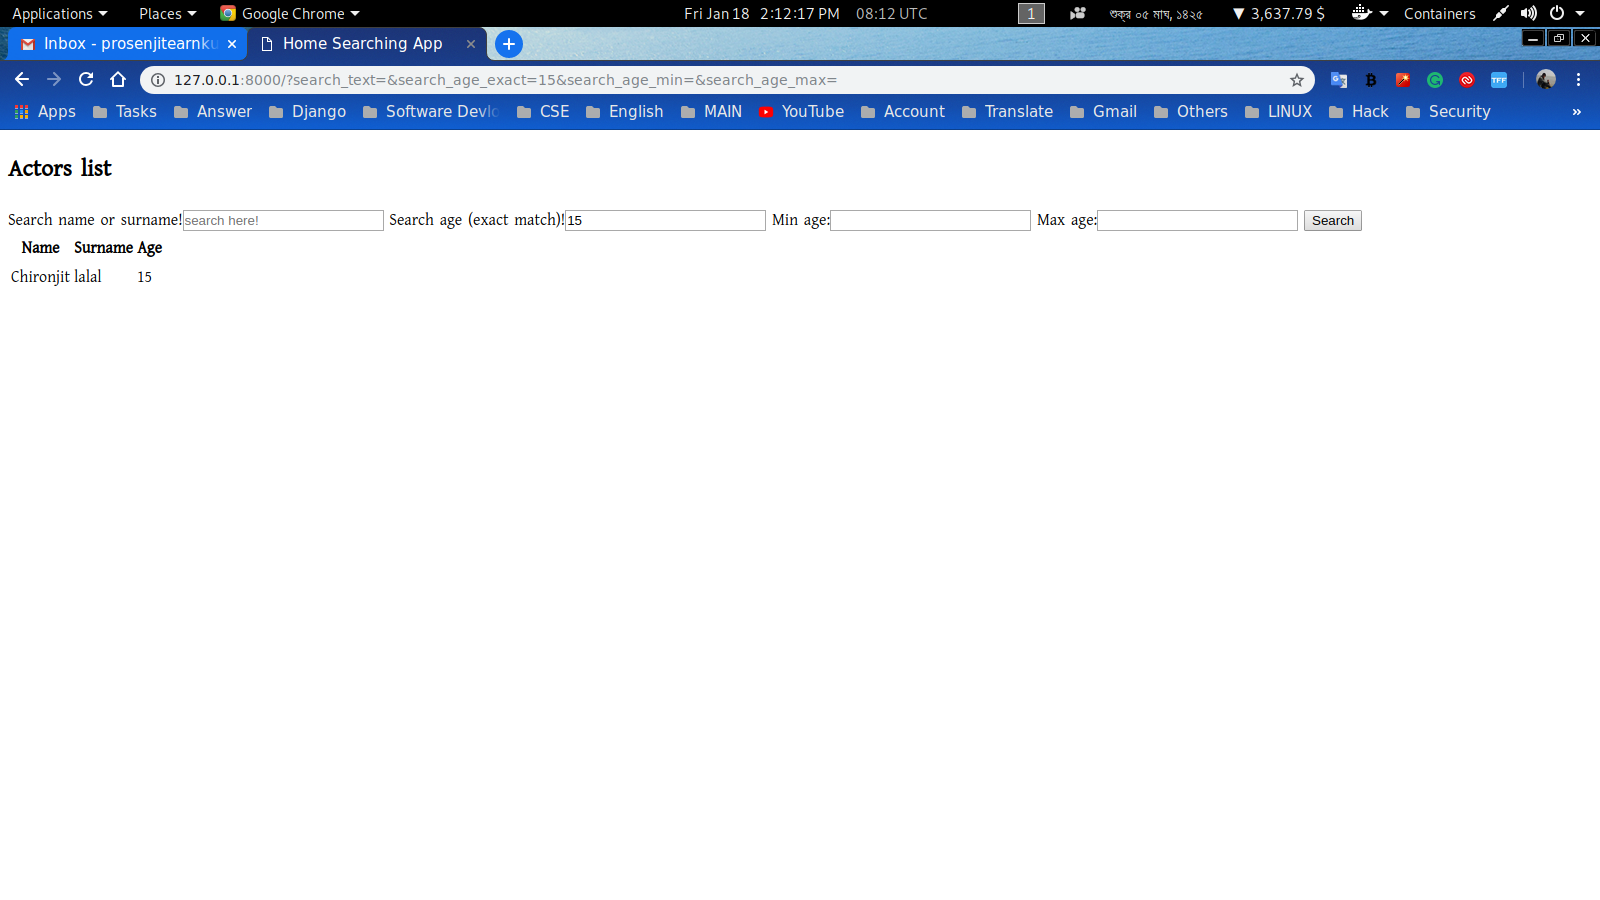 Applications Places Google Chrome Fri Jan 18 2:12:17 PM 08:12 UTC 1 শুক্র ০৫ মাঘ, ১৪২৫ ▼ 3,637.79 $ Containers
Inbox - prosenjitearnku Home Searching App
127.0.0.1:8000/?search_text=&search_age_exact=15&search_age_min=&search_age_max=
Apps Tasks Answer Django Software Devlo CSE English MAIN YouTube Account Translate Gmail Others LINUX Hack Security »
Actors list
Search name or surname! search here! Search age (exact match)! 15 Min age: Max age: Search
Name Surname Age
Chironjit lalal 15